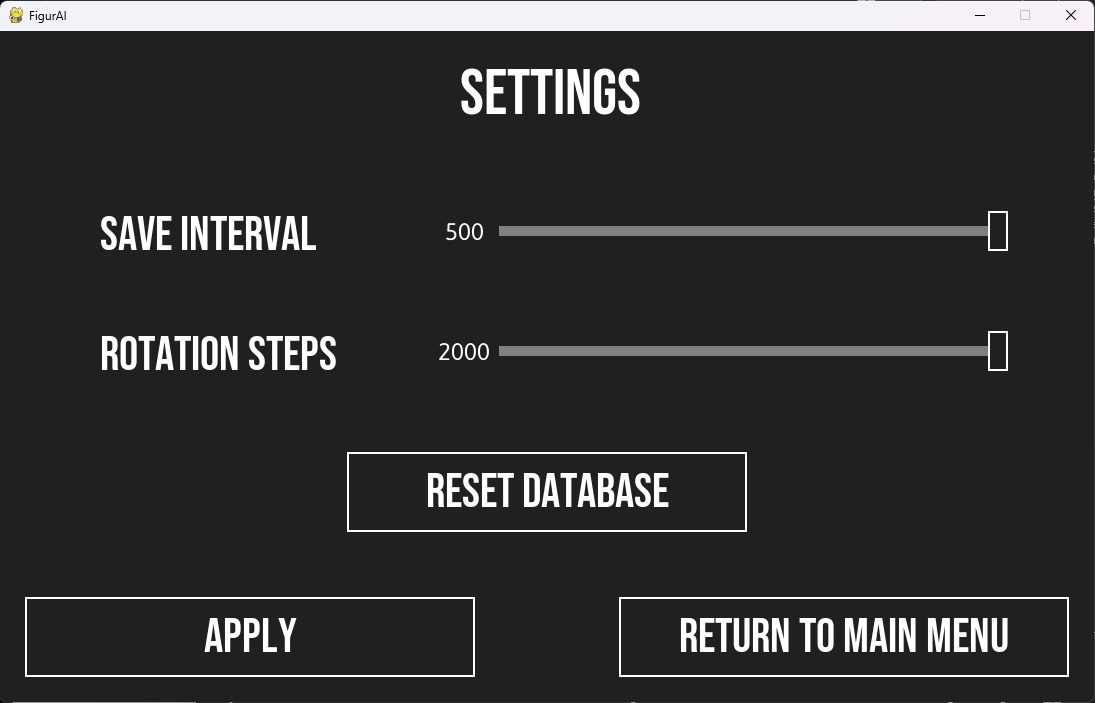 FigurAI
SETTINGS
SAVE INTERVAL 500
ROTATION STEPS 2000
RESET DATABASE
APPLY RETURN TO MAIN MENU